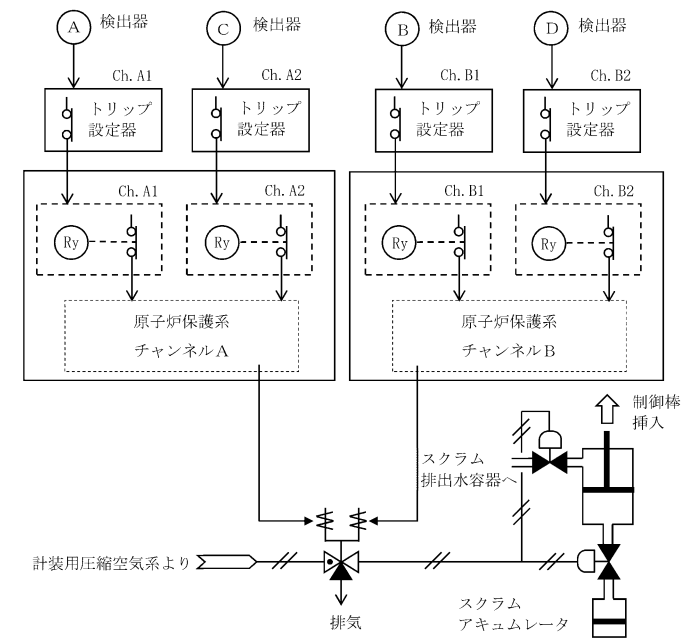 A 検出器
C 検出器
B 検出器
D 検出器
Ch. A1
Ch. A2
Ch. B1
Ch. B2
トリップ
設定器
トリップ
設定器
トリップ
設定器
トリップ
設定器
Ch. A1
Ch. A2
Ch. B1
Ch. B2
Ry
Ry
Ry
Ry
原子炉保護系
チャンネルA
原子炉保護系
チャンネルB
制御棒
挿入
スクラム
排出水容器へ
計装用圧縮空気系より
排気
スクラム
アキュムレータ